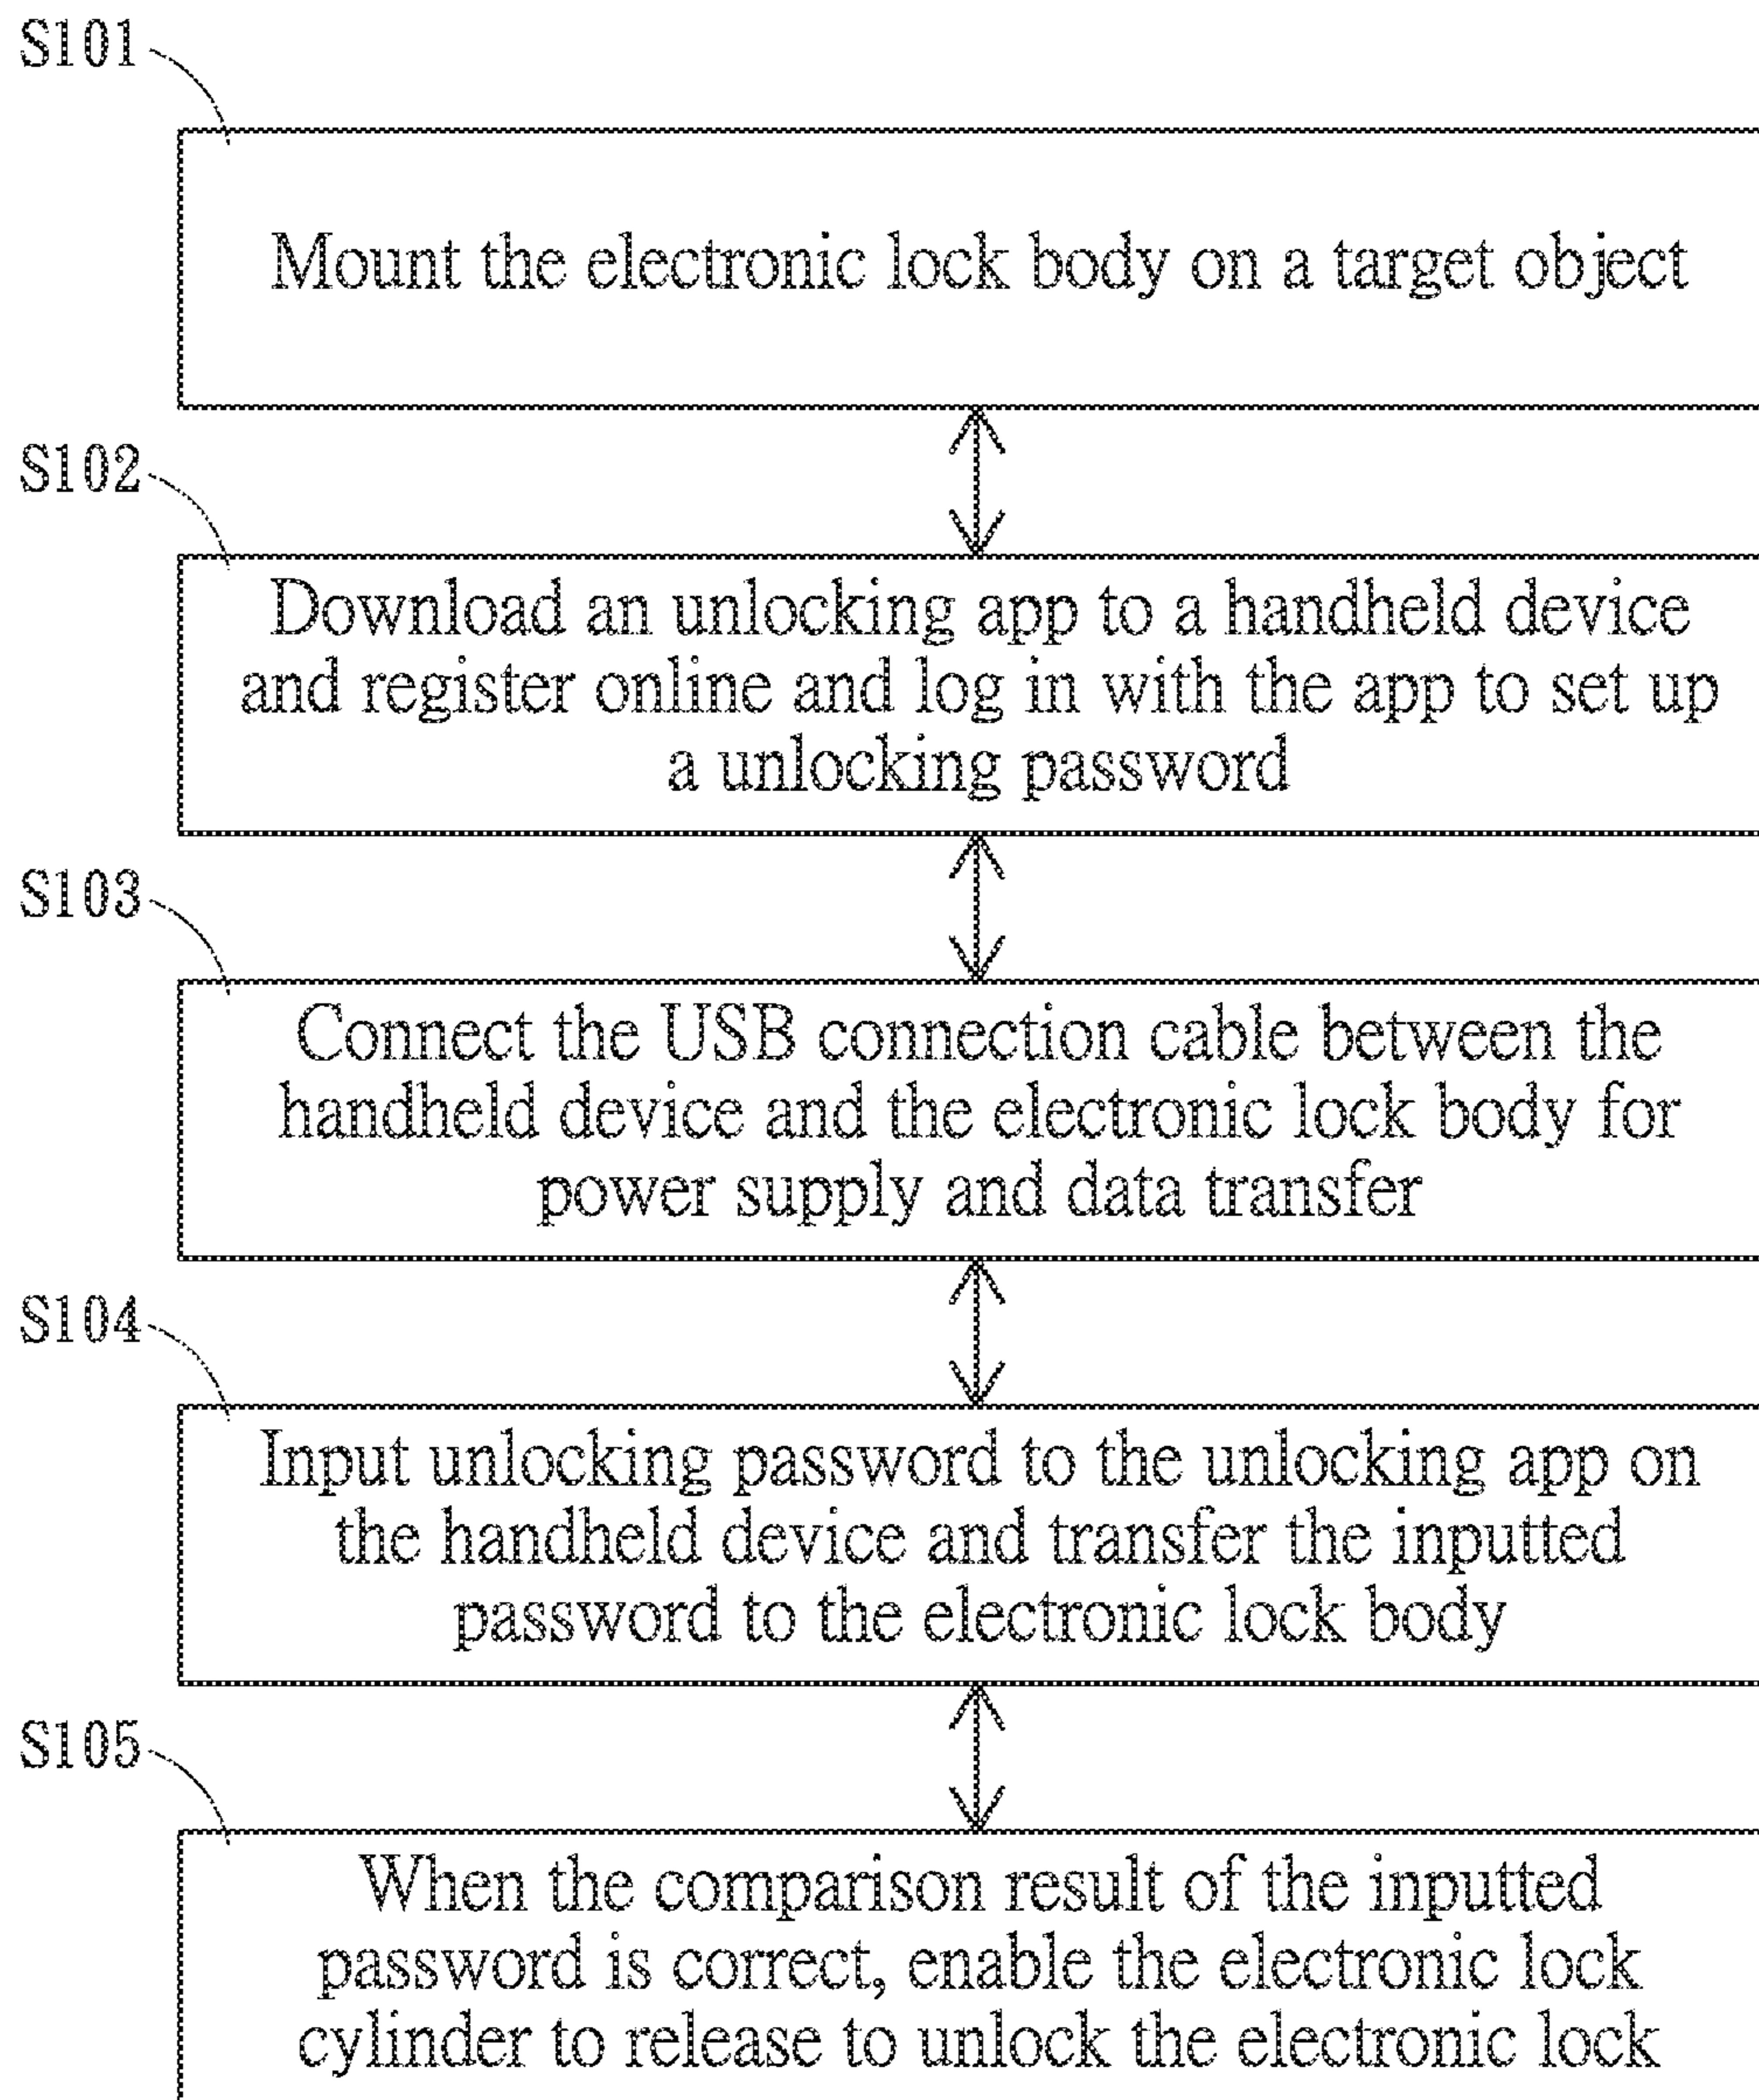 S101
Mount the electronic lock body on a target object
S102
Download an unlocking app to a handheld device
and register online and log in with the app to set up
a unlocking password
S103
Connect the USB connection cable between the
handheld device and the electronic lock body for
power supply and data transfer
S104
Input unlocking password to the unlocking app on
the handheld device and transfer the inputted
password to the electronic lock body
S105
When the comparison result of the inputted
password is correct, enable the electronic lock
cylinder to release to unlock the electronic lock